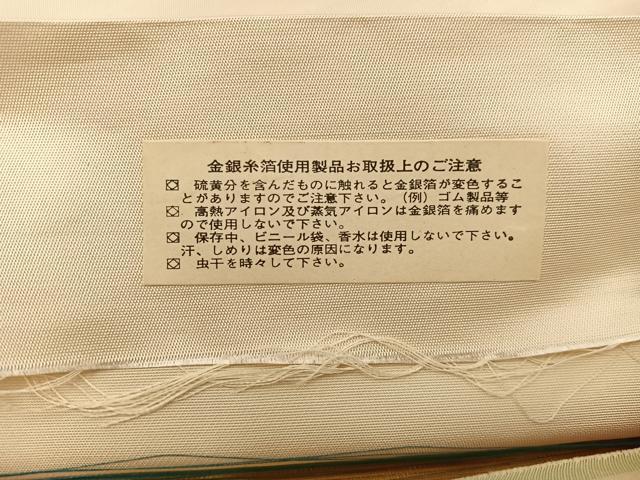 金銀糸箔使用製品お取扱上のご注意
硫黄分を含んだものに触れると金銀箔が変色するこ
とがありますのでご注意下さい。（例）ゴム製品等
高熱アイロン及び蒸気アイロンは金銀箔を痛めます
ので使用しないで下さい。
保存中、ビニール袋、香水は使用しないで下さい。
汗、しめりは変色の原因になります。
虫干を時々して下さい。